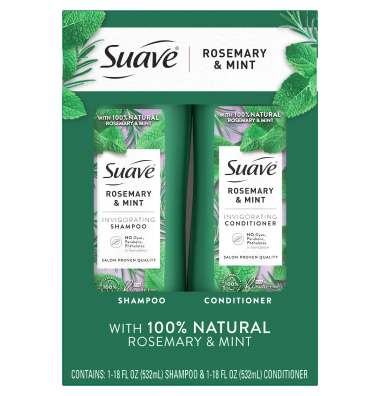 Suave
ROSEMARY
& MINT
WITH 100% NATURAL
ROSEMARY & MINT
Suave
ROSEMARY
& MINT
INVIGORATING
SHAMPOO
NO Dyes,
Parabens,
Phthalates
SALON PROVEN QUALITY
100%
WITH 100% NATURAL
ROSEMARY & MINT
Suave
ROSEMARY
& MINT
INVIGORATING
CONDITIONER
NO Dyes,
Parabens,
Phthalates
SALON PROVEN QUALITY
100%
SHAMPOO
CONDITIONER
WITH 100% NATURAL
ROSEMARY & MINT
CONTAINS: 1-18 FL OZ (532mL) SHAMPOO & 1-18 FL OZ (532mL) CONDITIONER